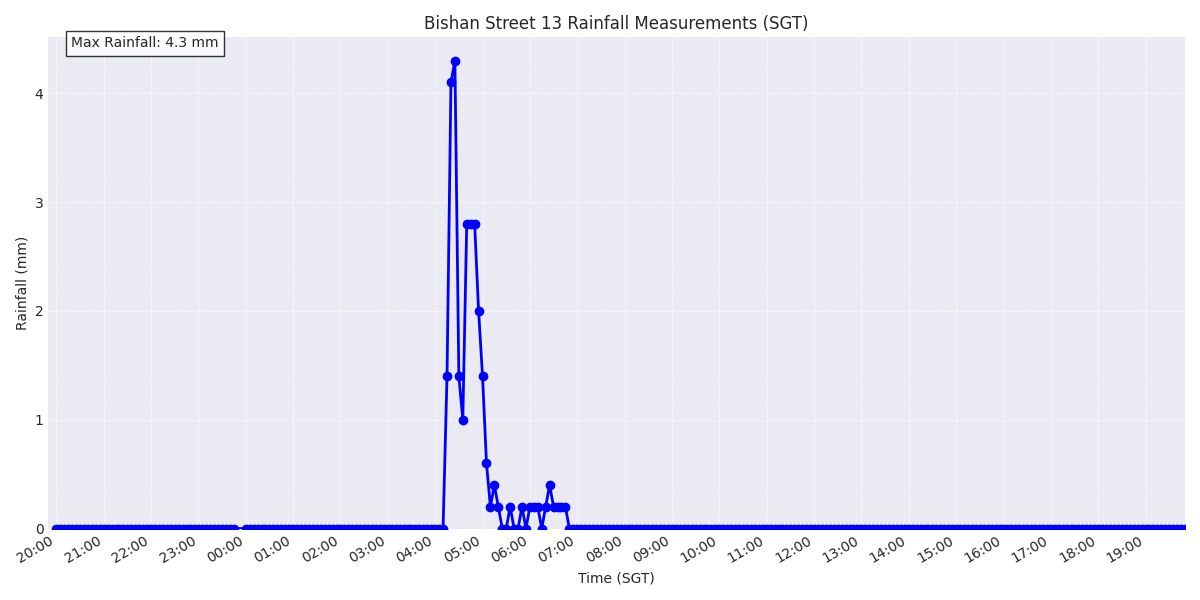 Bishan Street 13 Rainfall Measurements (SGT)
Max Rainfall: 4.3 mm
Rainfall (mm)
4
3
2
1
0
20:00 21:00 22:00 23:00 00:00 01:00 02:00 03:00 04:00 05:00 06:00 07:00 08:00 09:00 10:00 11:00 12:00 13:00 14:00 15:00 16:00 17:00 18:00 19:00
Time (SGT)